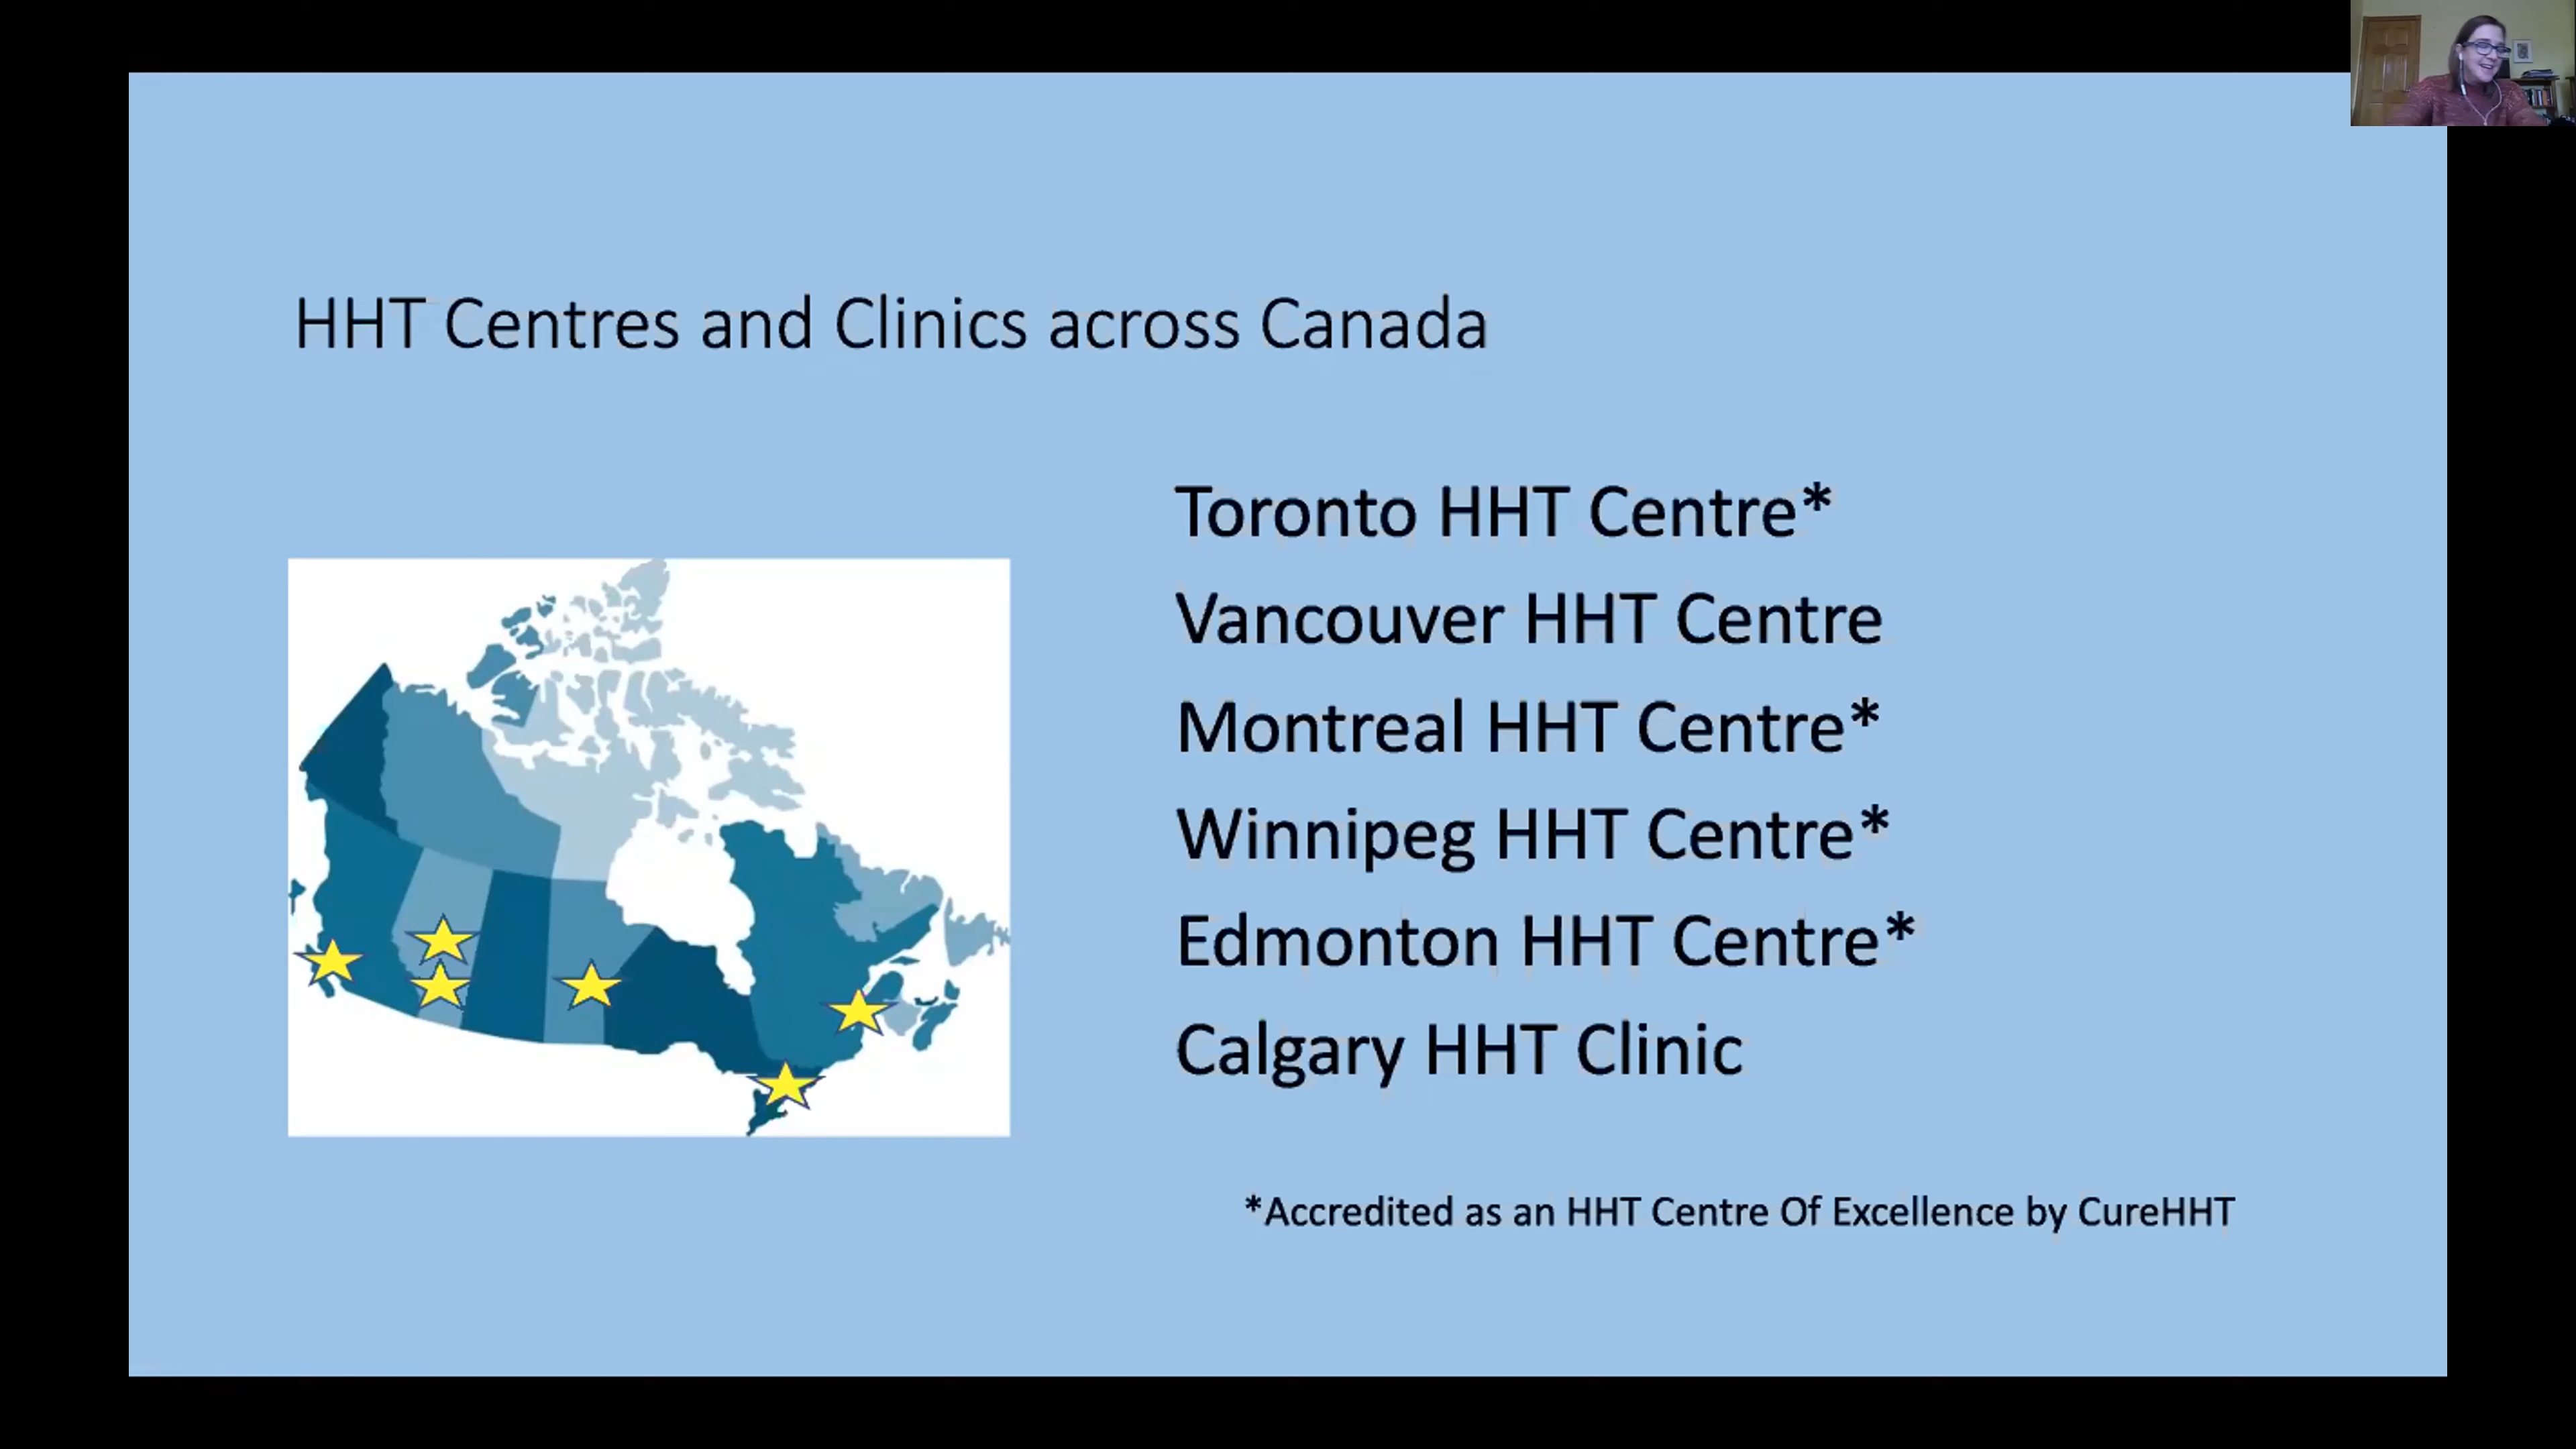 HHT Centres and Clinics across Canada
Toronto HHT Centre*
Vancouver HHT Centre
Montreal HHT Centre*
Winnipeg HHT Centre*
Edmonton HHT Centre*
Calgary HHT Clinic
*Accredited as an HHT Centre Of Excellence by CureHHT